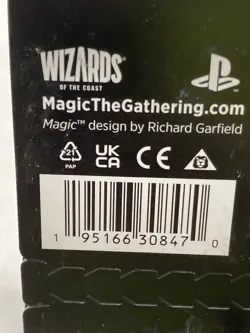 WIZARDS
OF THE COAST
MagicTheGathering.com
Magic™ design by Richard Garfield
21
PAP
UK
CA
CE
1 95166 30847 0